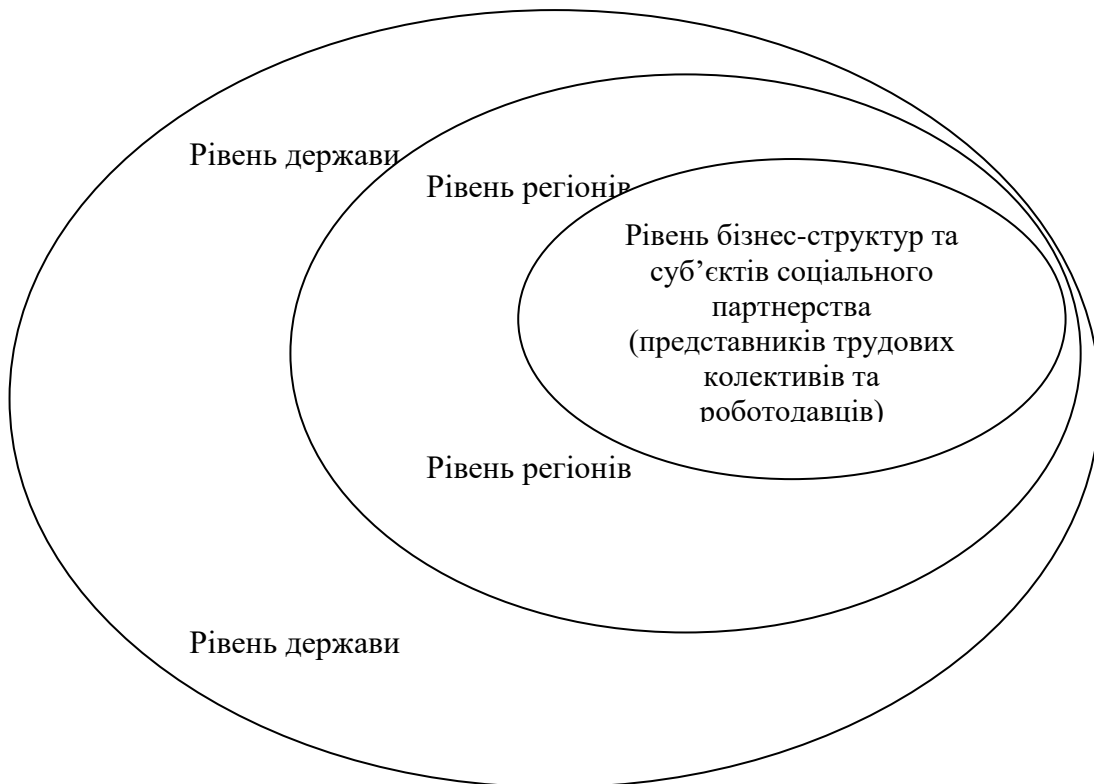 Рівень держави
Рівень регіонів
Рівень бізнес-структур та
суб’єктів соціального
партнерства
(представників трудових
колективів та
роботодавців)
Рівень регіонів
Рівень держави